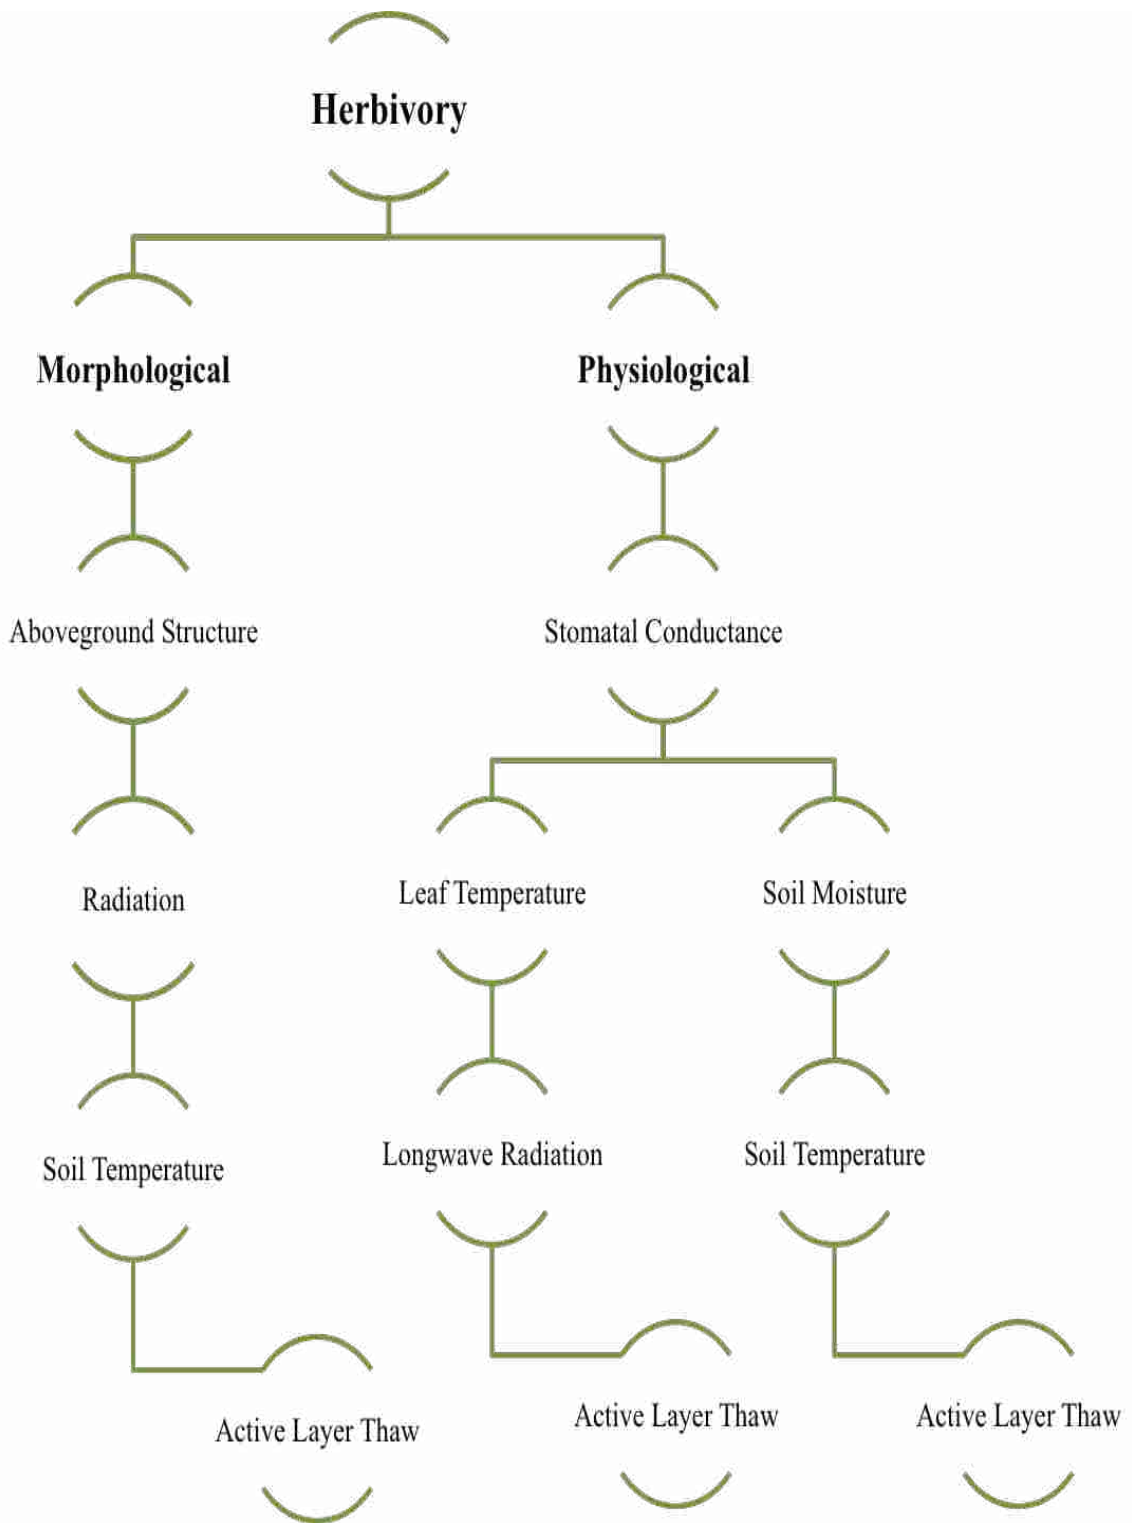 Herbivory
Morphological
Physiological
Aboveground Structure
Stomatal Conductance
Radiation
Leaf Temperature
Soil Moisture
Soil Temperature
Longwave Radiation
Soil Temperature
Active Layer Thaw
Active Layer Thaw
Active Layer Thaw